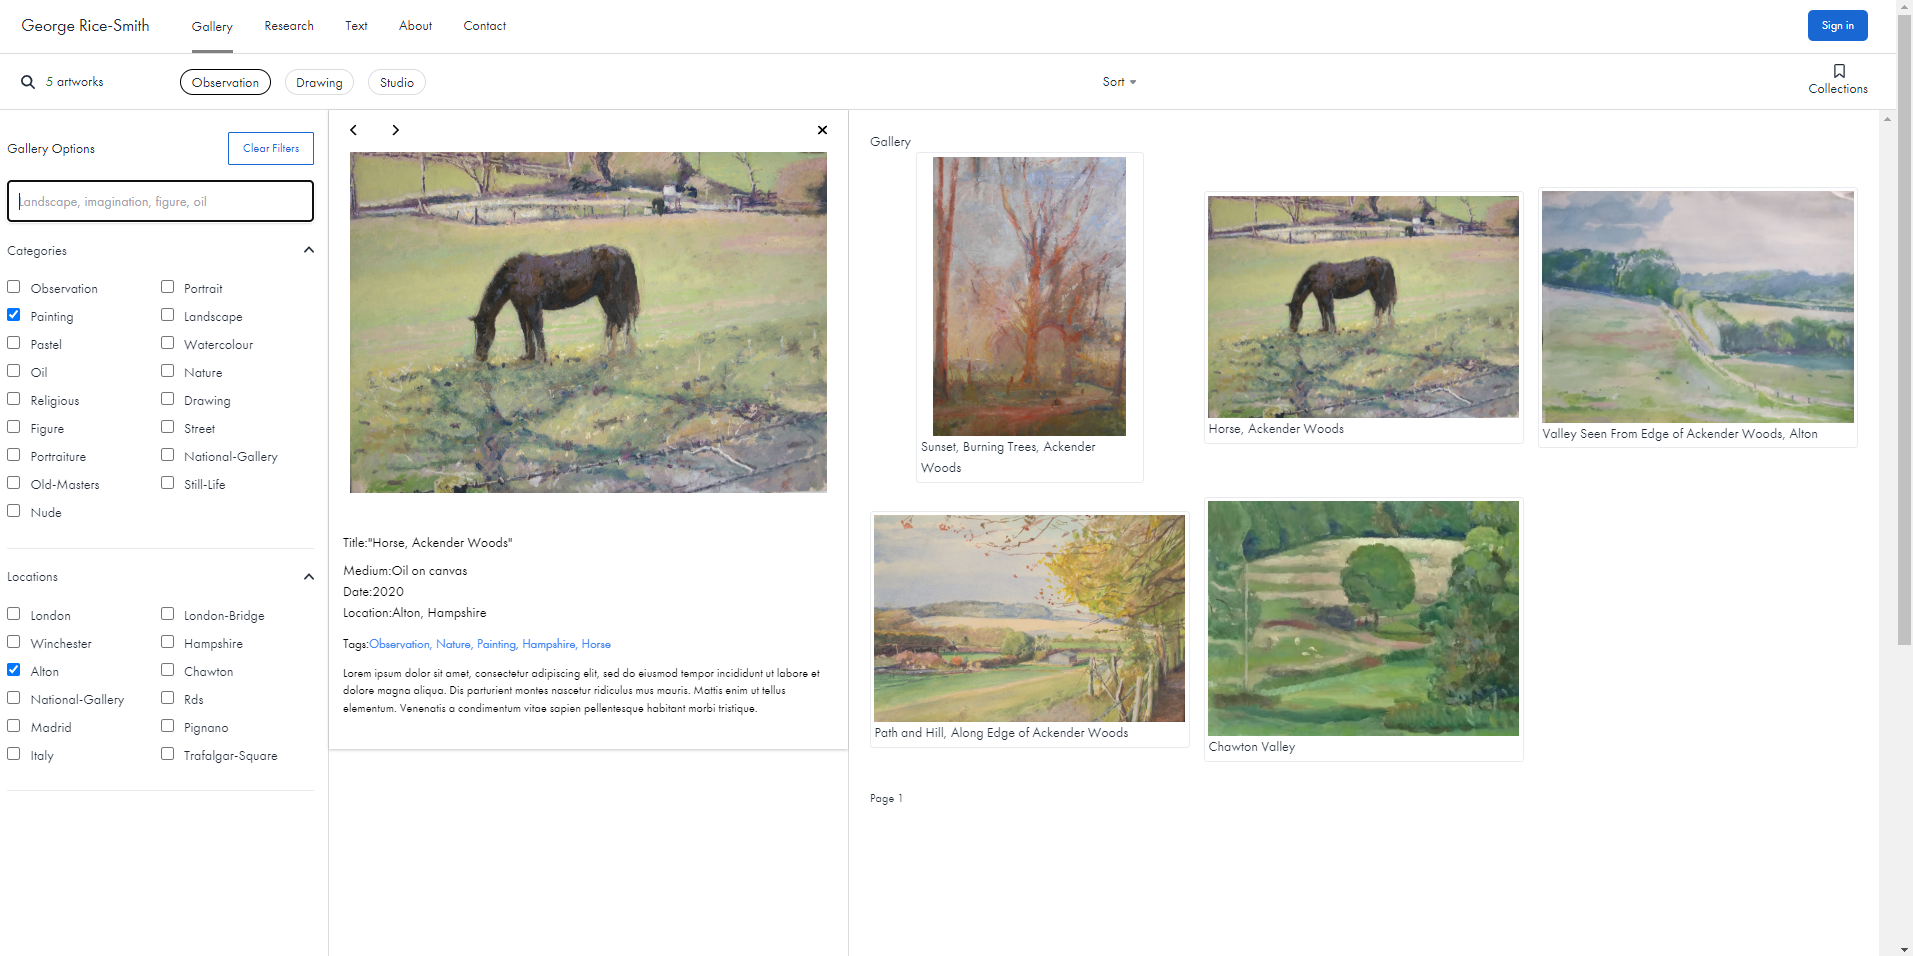 George Rice-Smith
Gallery
Research
Text
About
Contact
Sign in
5 artworks
Observation
Drawing
Studio
Sort
Collections
Gallery Options
Clear Filters
Landscape, imagination, figure, oil
Categories
Observation
Portrait
Painting
Landscape
Pastel
Watercolour
Oil
Nature
Religious
Drawing
Figure
Street
Portraiture
National-Gallery
Old-Masters
Still-Life
Nude
Locations
London
London-Bridge
Winchester
Hampshire
Alton
Chawton
National-Gallery
Rds
Madrid
Pignano
Italy
Trafalgar-Square
Title:"Horse, Ackender Woods"
Medium:Oil on canvas
Date:2020
Location:Alton, Hampshire
Tags:Observation, Nature, Painting, Hampshire, Horse
Lorem ipsum dolor sit amet, consectetur adipiscing elit, sed do eiusmod tempor incididunt ut labore et
dolore magna aliqua. Dis parturient montes nascetur ridiculus mus mauris. Mattis enim ut tellus
elementum. Venenatis a condimentum vitae sapien pellentesque habitant morbi tristique.
Gallery
Sunset, Burning Trees, Ackender
Woods
Horse, Ackender Woods
Valley Seen From Edge of Ackender Woods, Alton
Path and Hill, Along Edge of Ackender Woods
Chawton Valley
Page 1